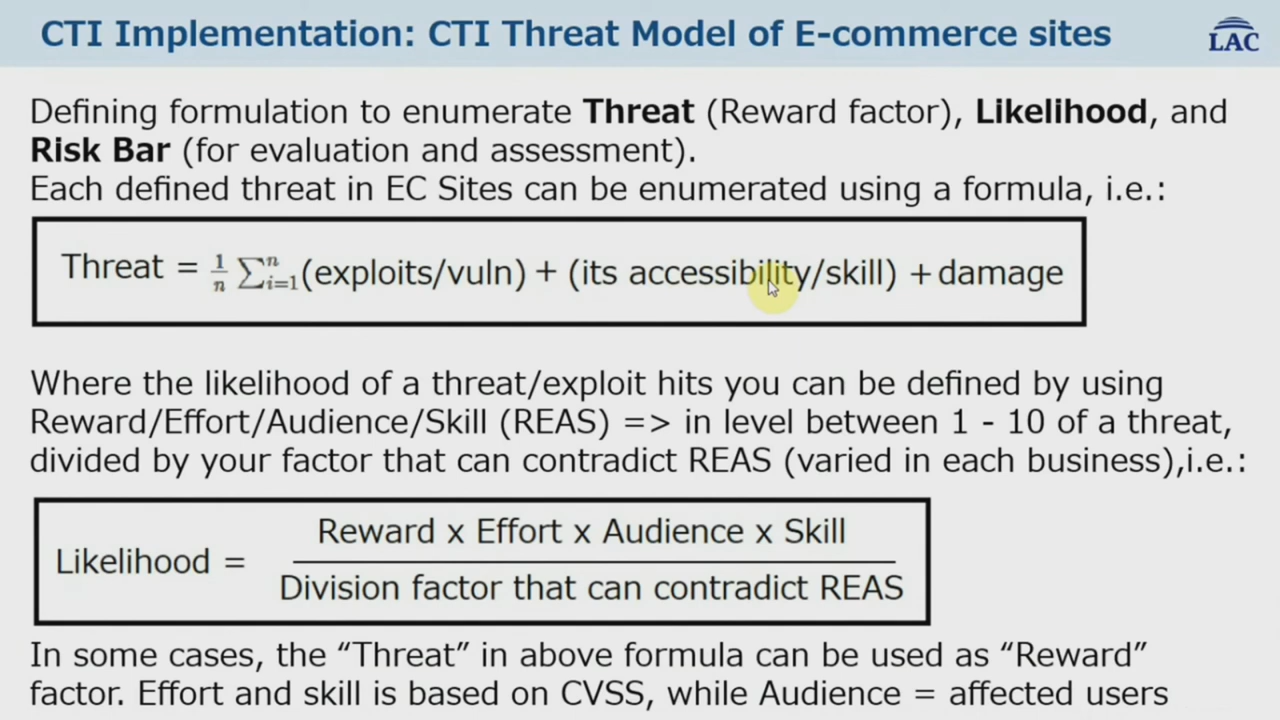 CTI Implementation: CTI Threat Model of E-commerce sites
LAC
Defining formulation to enumerate Threat (Reward factor), Likelihood, and
Risk Bar (for evaluation and assessment).
Each defined threat in EC Sites can be enumerated using a formula, i.e.:
Threat = 1/n ∑ⁿᵢ₌₁(exploits/vuln) + (its accessibility/skill) + damage
Where the likelihood of a threat/exploit hits you can be defined by using
Reward/Effort/Audience/Skill (REAS) => in level between 1 - 10 of a threat,
divided by your factor that can contradict REAS (varied in each business),i.e.:
Reward x Effort x Audience x Skill
Likelihood =
Division factor that can contradict REAS
In some cases, the “Threat” in above formula can be used as “Reward”
factor. Effort and skill is based on CVSS, while Audience = affected users